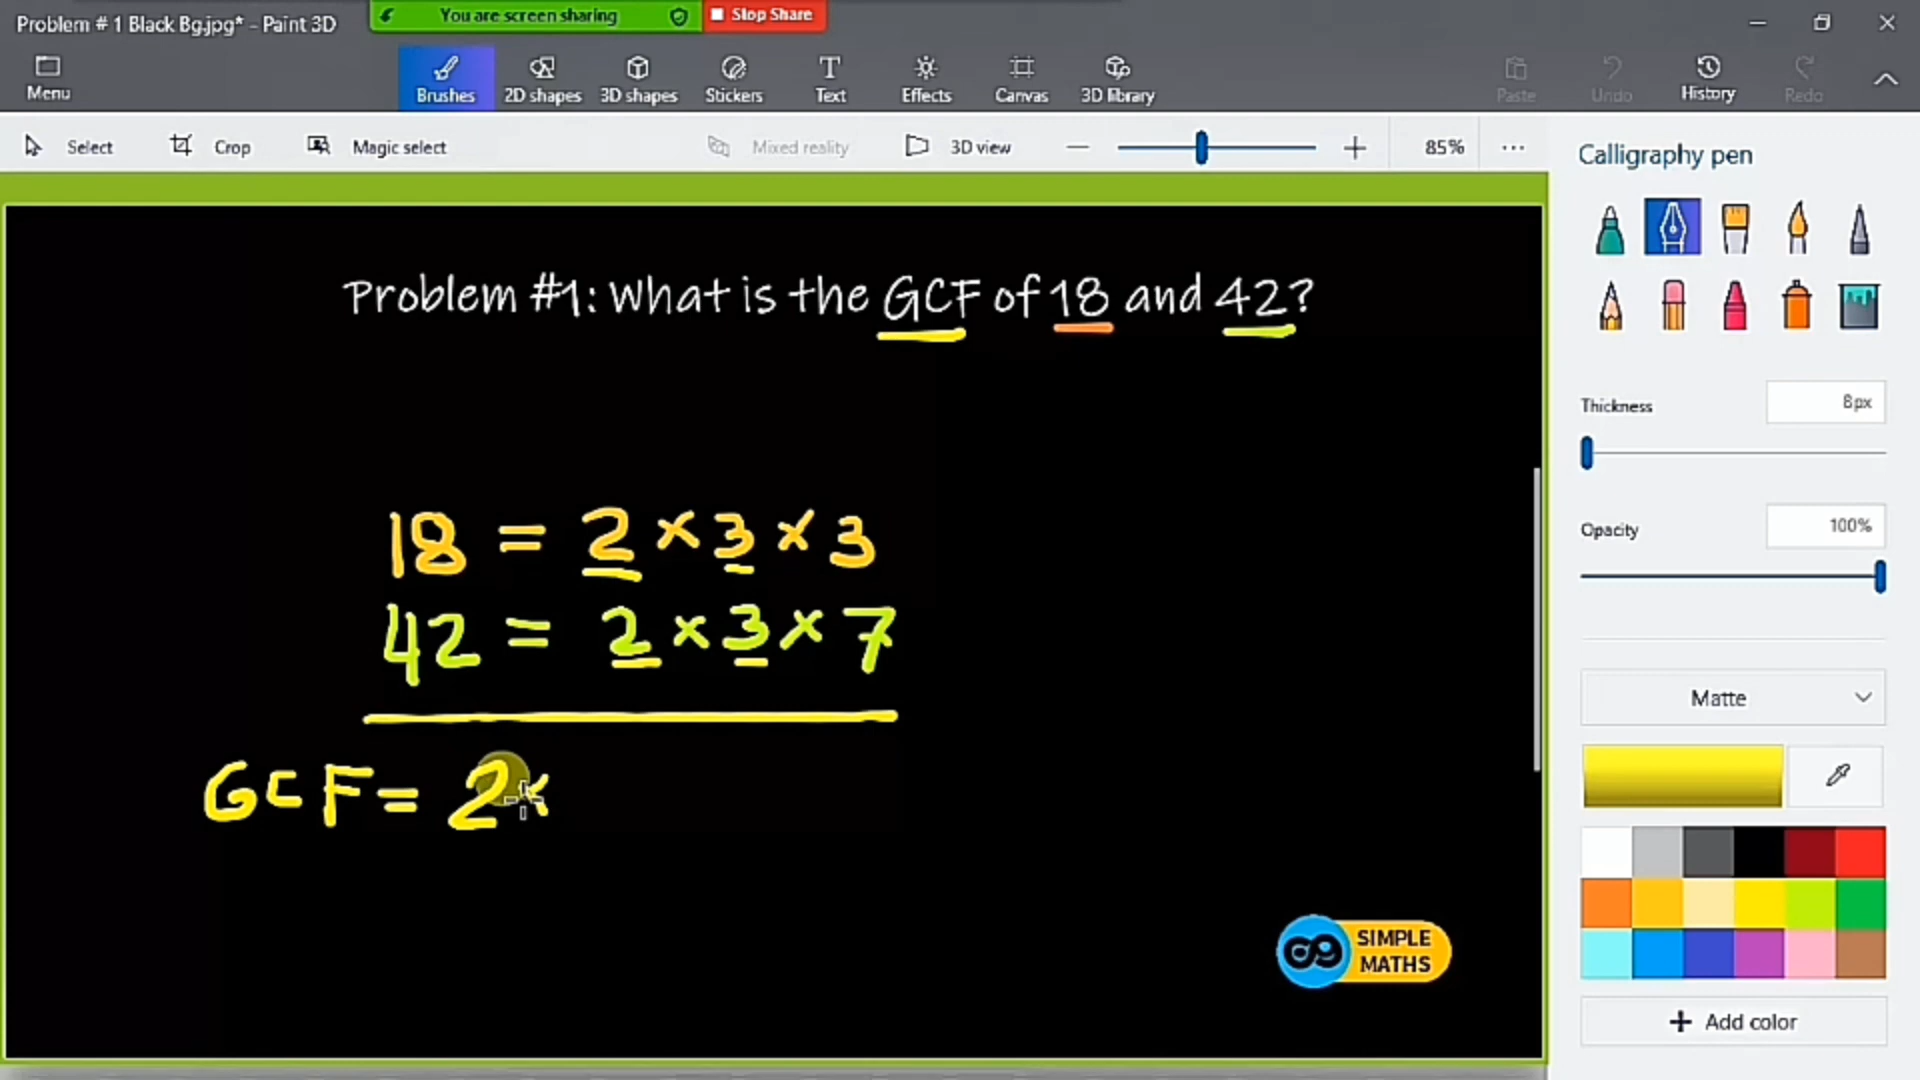 Problem # 1 Black Bg.jpg* - Paint 3D
You are screen sharing
Stop Share
Menu
Brushes
2D shapes
3D shapes
Stickers
Text
Effects
Canvas
3D library
Paste
Undo
History
Redo
Select
Crop
Magic select
Mixed reality
3D view
85%
Calligraphy pen
Problem #1: What is the GCF of 18 and 42?
Thickness
8px
18 = 2 × 3 × 3
Opacity
100%
42 = 2 × 3 × 7
Matte
GCF = 2×
SIMPLE
MATHS
+ Add color